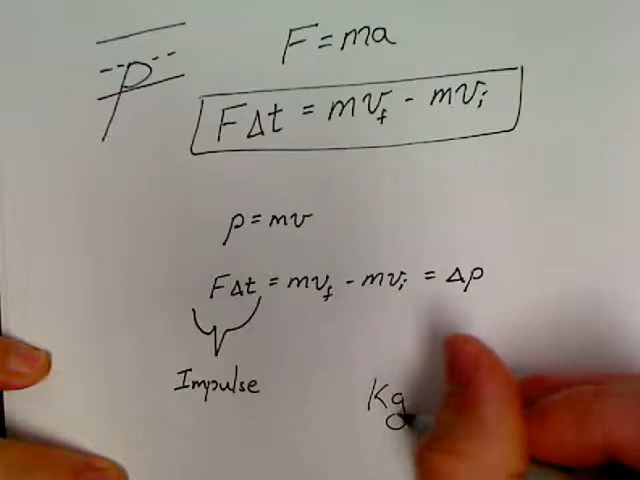 F = ma
p
FΔt = mv_f - mv_i
p = mv
FΔt = mv_f - mv_i = Δp
Impulse
Kg